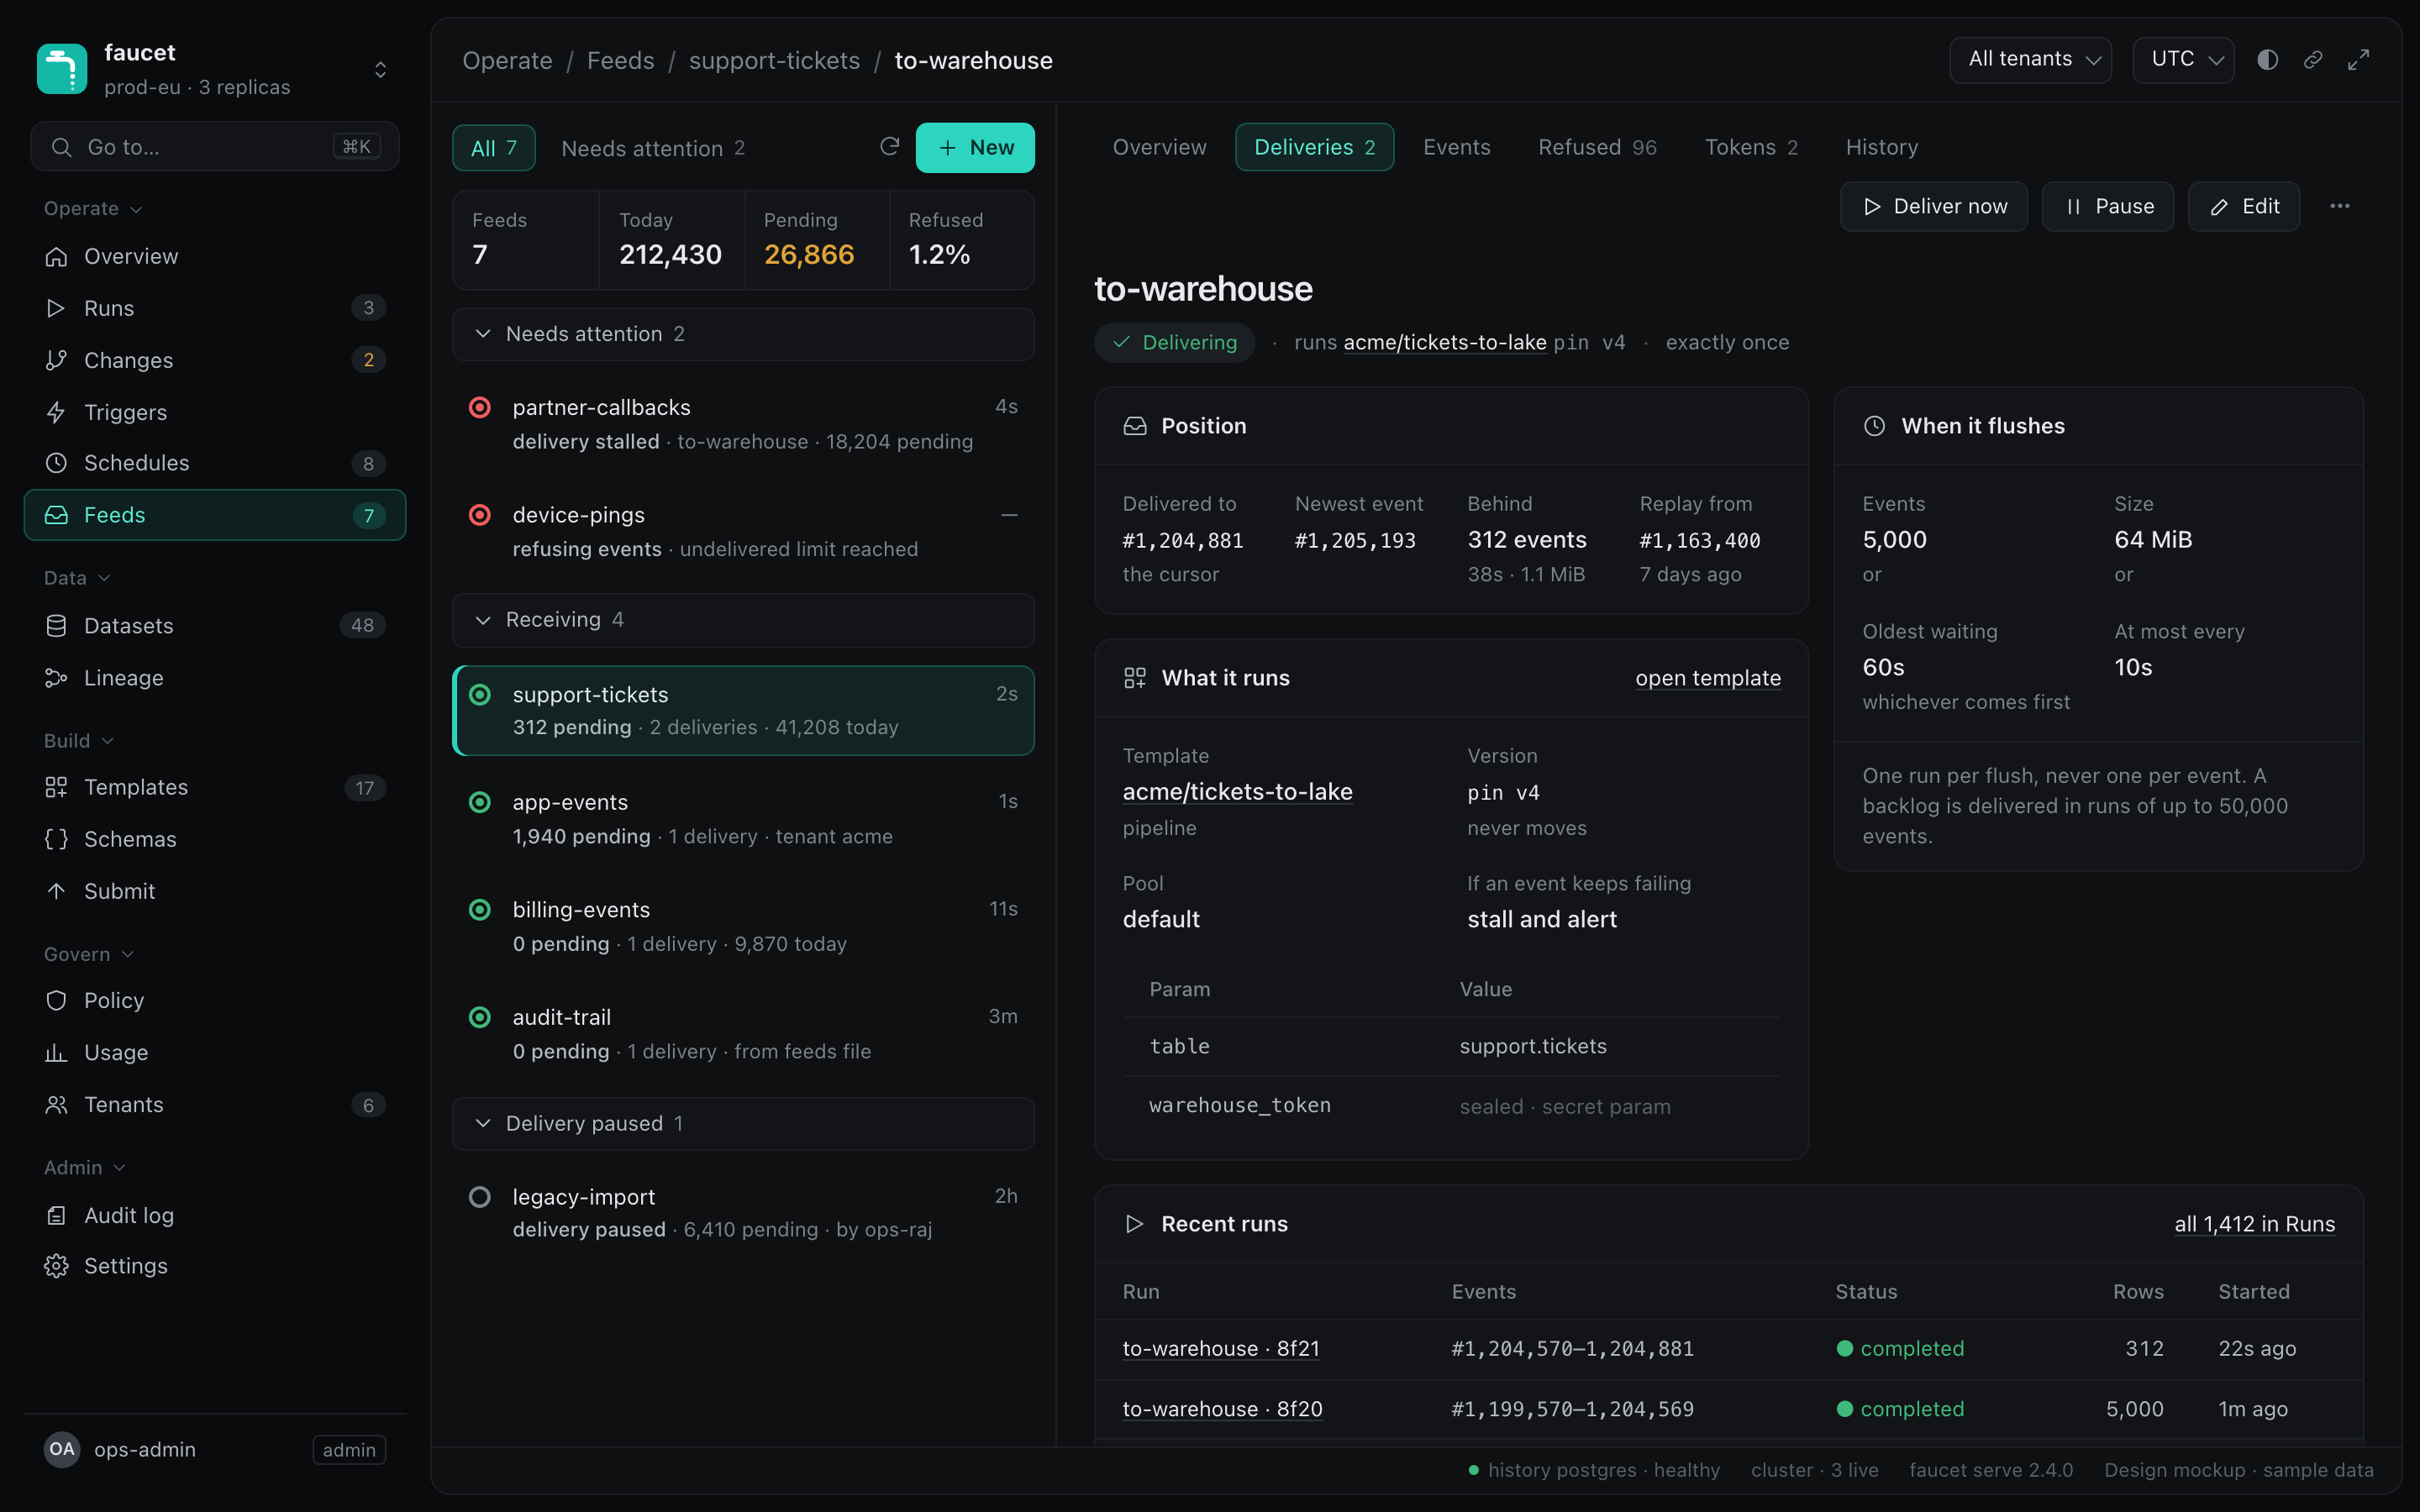 faucet
prod-eu · 3 replicas
Go to...
⌘K
Operate
Overview
Runs 3
Changes 2
Triggers
Schedules 8
Feeds 7
Data
Datasets 48
Lineage
Build
Templates 17
Schemas
Submit
Govern
Policy
Usage
Tenants 6
Admin
Audit log
Settings
OA ops-admin admin
Operate / Feeds / support-tickets / to-warehouse
All tenants
UTC
All 7
Needs attention 2
New
Feeds
7
Today
212,430
Pending
26,866
Refused
1.2%
Needs attention 2
partner-callbacks 4s
delivery stalled · to-warehouse · 18,204 pending
device-pings —
refusing events · undelivered limit reached
Receiving 4
support-tickets 2s
312 pending · 2 deliveries · 41,208 today
app-events 1s
1,940 pending · 1 delivery · tenant acme
billing-events 11s
0 pending · 1 delivery · 9,870 today
audit-trail 3m
0 pending · 1 delivery · from feeds file
Delivery paused 1
legacy-import 2h
delivery paused · 6,410 pending · by ops-raj
Overview
Deliveries 2
Events
Refused 96
Tokens 2
History
Deliver now
Pause
Edit
to-warehouse
Delivering · runs acme/tickets-to-lake pin v4 · exactly once
Position
Delivered to
#1,204,881
the cursor
Newest event
#1,205,193
Behind
312 events
38s · 1.1 MiB
Replay from
#1,163,400
7 days ago
When it flushes
Events
5,000
or
Size
64 MiB
or
Oldest waiting
60s
whichever comes first
At most every
10s
One run per flush, never one per event. A
backlog is delivered in runs of up to 50,000
events.
What it runs
open template
Template
acme/tickets-to-lake
pipeline
Version
pin v4
never moves
Pool
default
If an event keeps failing
stall and alert
Param Value
table support.tickets
warehouse_token sealed · secret param
Recent runs
all 1,412 in Runs
Run Events Status Rows Started
to-warehouse · 8f21 #1,204,570–1,204,881 completed 312 22s ago
to-warehouse · 8f20 #1,199,570–1,204,569 completed 5,000 1m ago
history postgres · healthy
cluster · 3 live
faucet serve 2.4.0
Design mockup · sample data